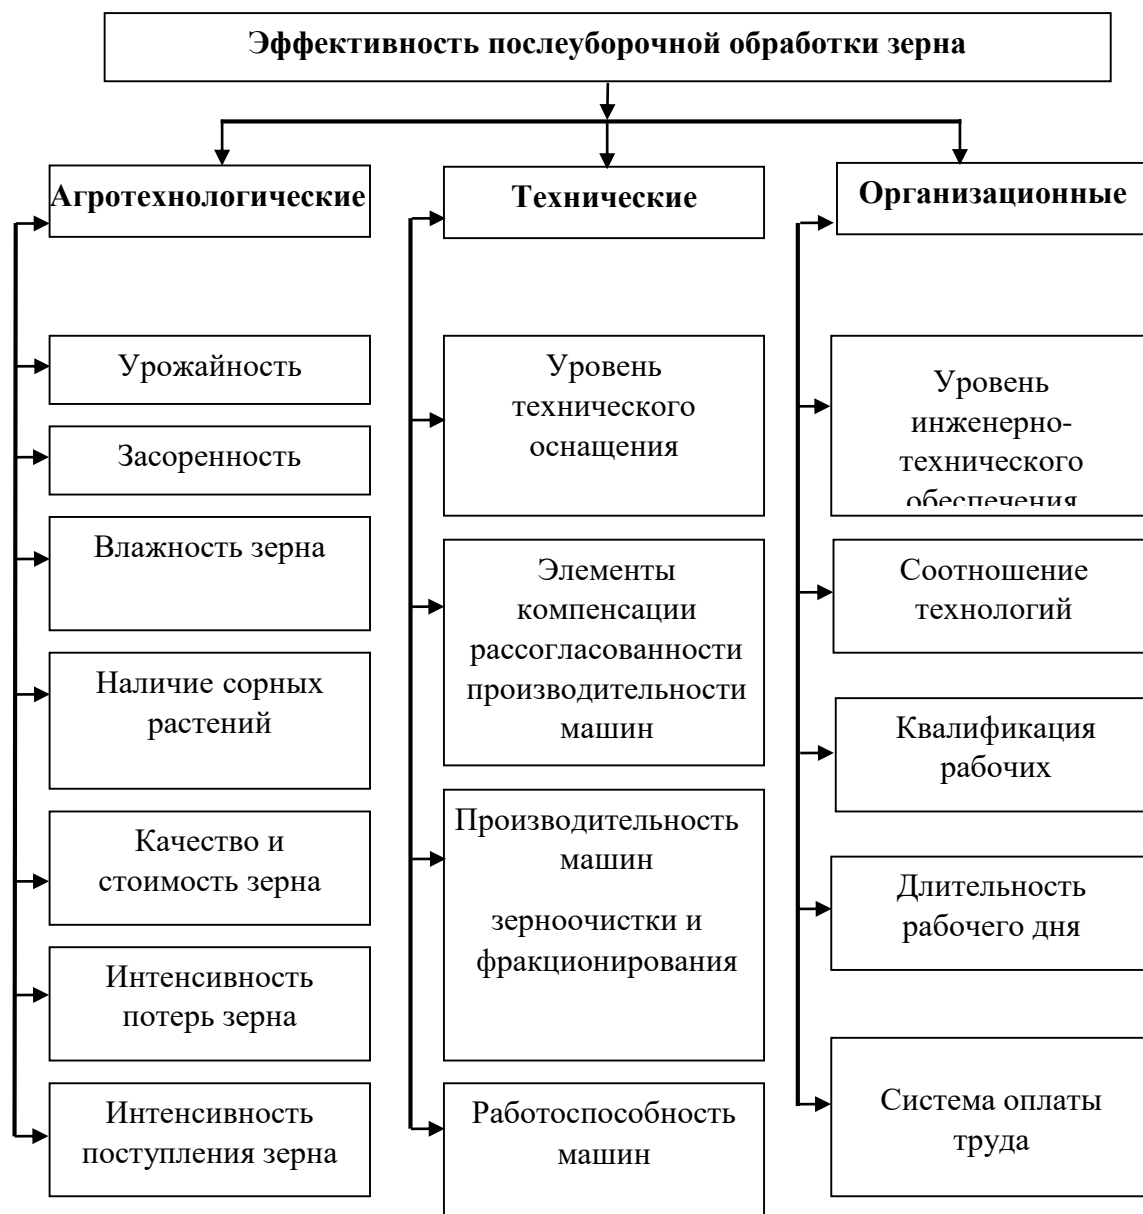 Эффективность послеуборочной обработки зерна
Агротехнологические
Урожайность
Засоренность
Влажность зерна
Наличие сорных
растений
Качество и
стоимость зерна
Интенсивность
потерь зерна
Интенсивность
поступления зерна
Технические
Уровень
технического
оснащения
Элементы
компенсации
рассогласованности
производительности
машин
Производительность
машин
зерноочистки и
фракционирования
Работоспособность
машин
Организационные
Уровень
инженерно-
технического
обеспечения
Соотношение
технологий
Квалификация
рабочих
Длительность
рабочего дня
Система оплаты
труда